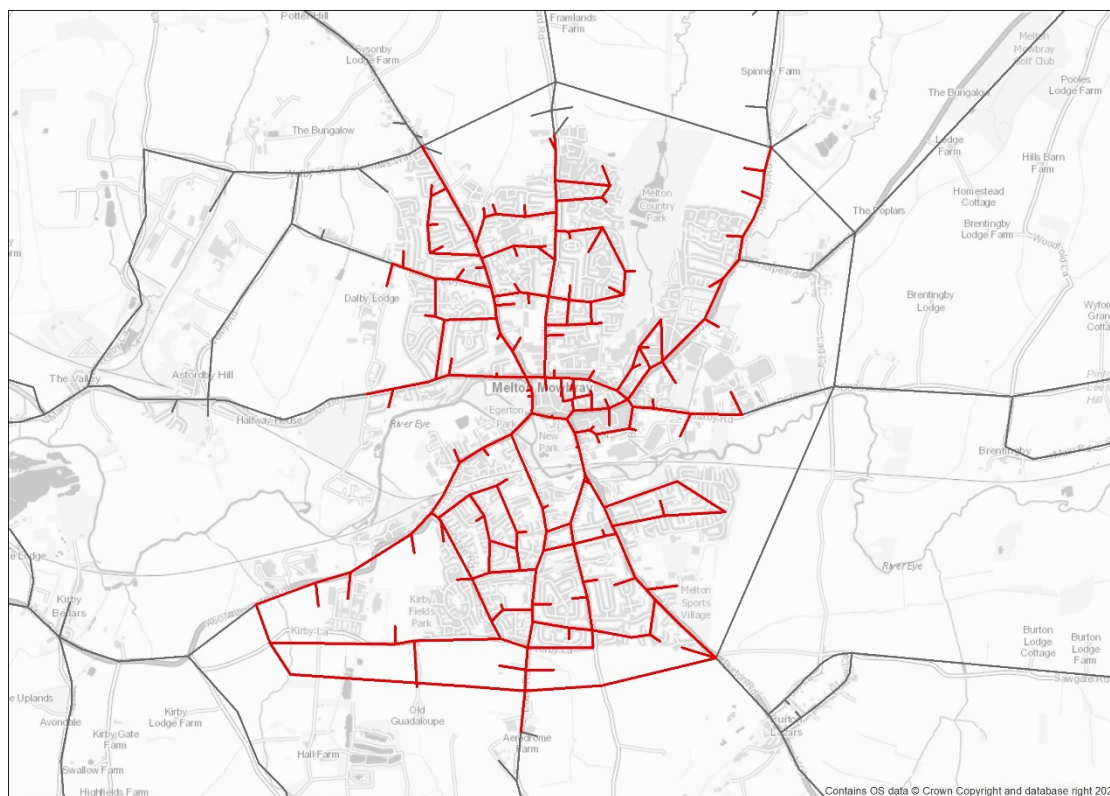 Potter Hill
Framlands
Farm
Sysonby
Lodge Farm
Melton
Mowbray
Golf Club
Spinney Farm
Pooles
Lodge Farm
The Bungalow
The Bungalow
Lodge
Farm
Hills Barn
Farm
Melton
Country
Park
Homestead
Cottage
The Poplars
Brentingby
Lodge Farm
Dalby Lodge
Brentingby
Lodge
The Valley
Asfordby Hill
Melton Mowbray
Halfway House
Egerton
Park
River Eye
New
Park
Brentingby
River Eye
Kirby
Bellars
A607
Kirby
Fields
Park
Melton
Sports
Village
Kirby-La
Burton
Lodge
Cottage
Burton
Lodge
Farm
Sawgate-Rd
Avondale
Kirby
Lodge Farm
Old
Guadaloupe
Burton
Lazars
Kirby Gate
Farm
Hall Farm
Aerodrome
Farm
Swallow Farm
Highfields Farm
Contains OS data © Crown Copyright and database right 202